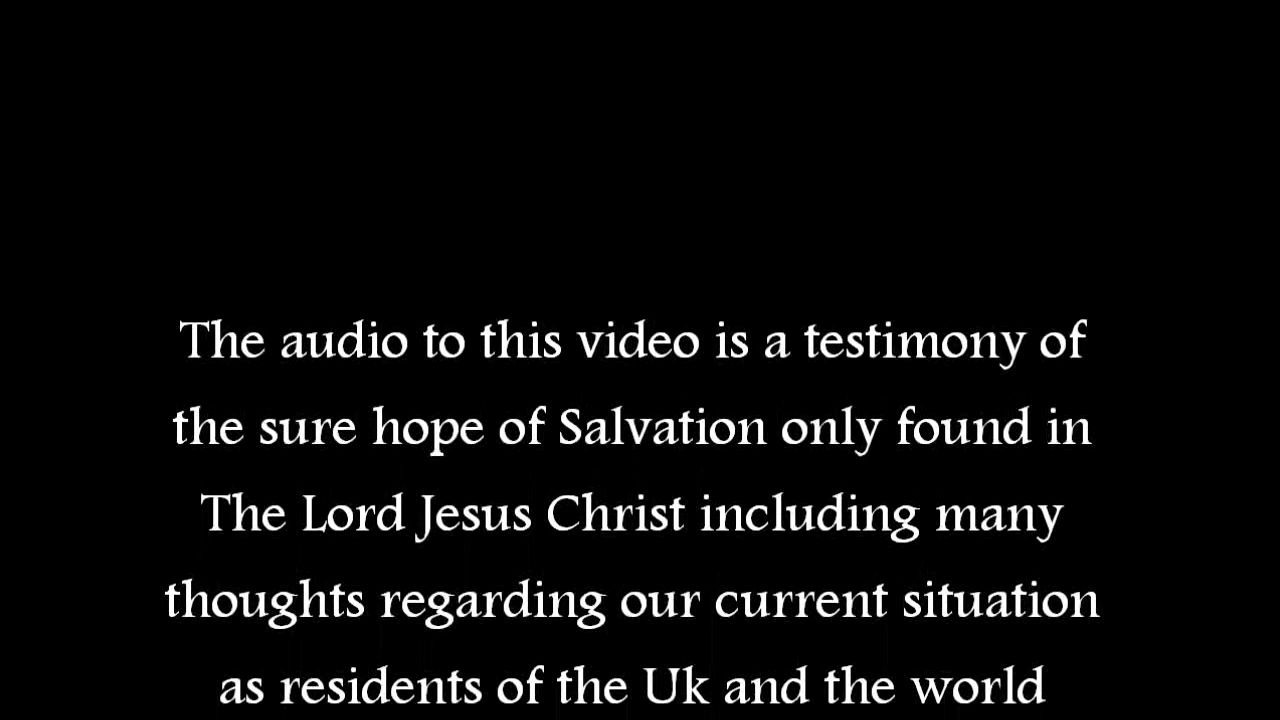 The audio to this video is a testimony of
the sure hope of Salvation only found in
The Lord Jesus Christ including many
thoughts regarding our current situation
as residents of the Uk and the world